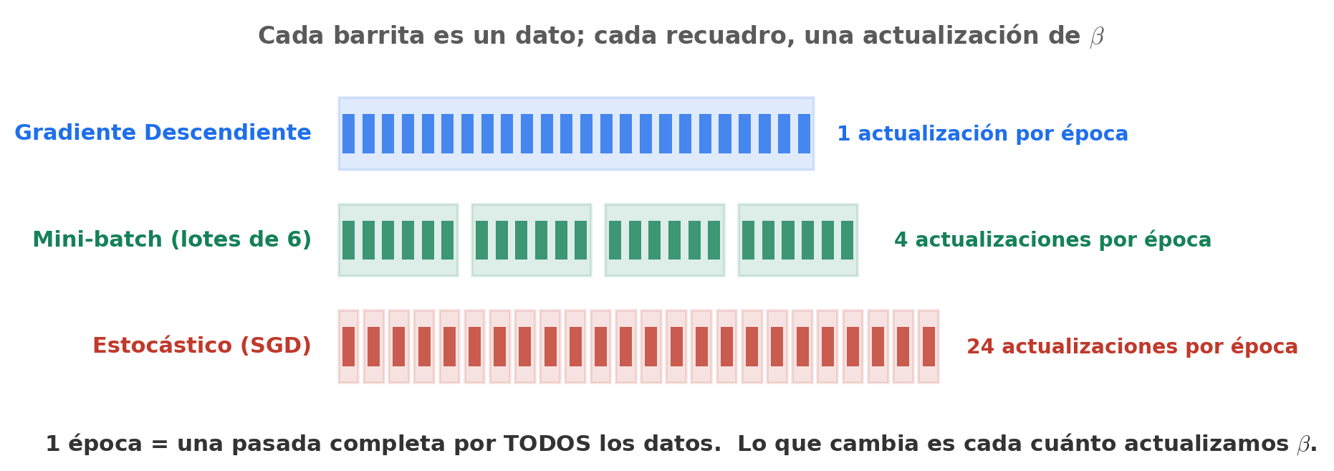 Cada barrita es un dato; cada recuadro, una actualización de β
Gradiente Descendiente
1 actualización por época
Mini-batch (lotes de 6)
4 actualizaciones por época
Estocástico (SGD)
24 actualizaciones por época
1 época = una pasada completa por TODOS los datos.  Lo que cambia es cada cuánto actualizamos β.